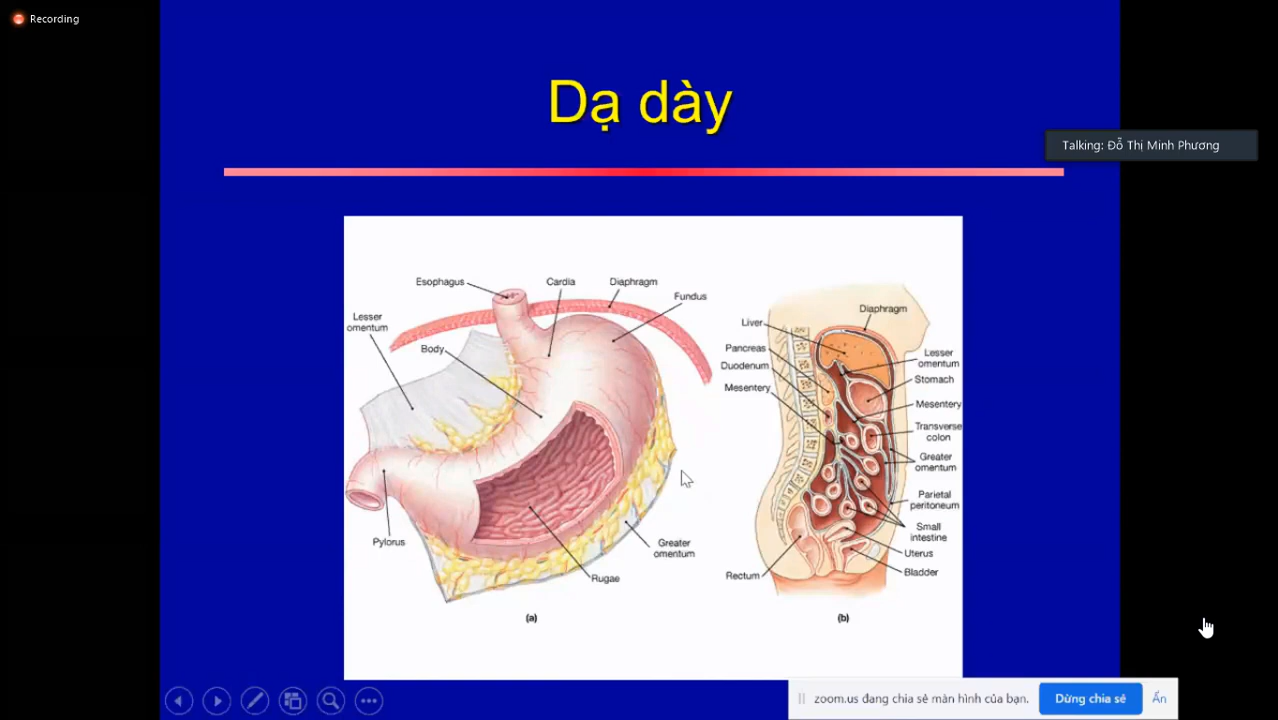 Recording
Dạ dày
Talking: Đỗ Thị Minh Phương
Esophagus
Cardia
Diaphragm
Fundus
Lesser
omentum
Body
Pylorus
Greater
omentum
Rugae
(a)
Diaphragm
Liver
Pancreas
Duodenum
Mesentery
Lesser
omentum
Stomach
Mesentery
Transverse
colon
Greater
omentum
Parietal
peritoneum
Small
intestine
Uterus
Bladder
Rectum
(b)
zoom.us đang chia sẻ màn hình của bạn.
Dừng chia sẻ
Ẩn